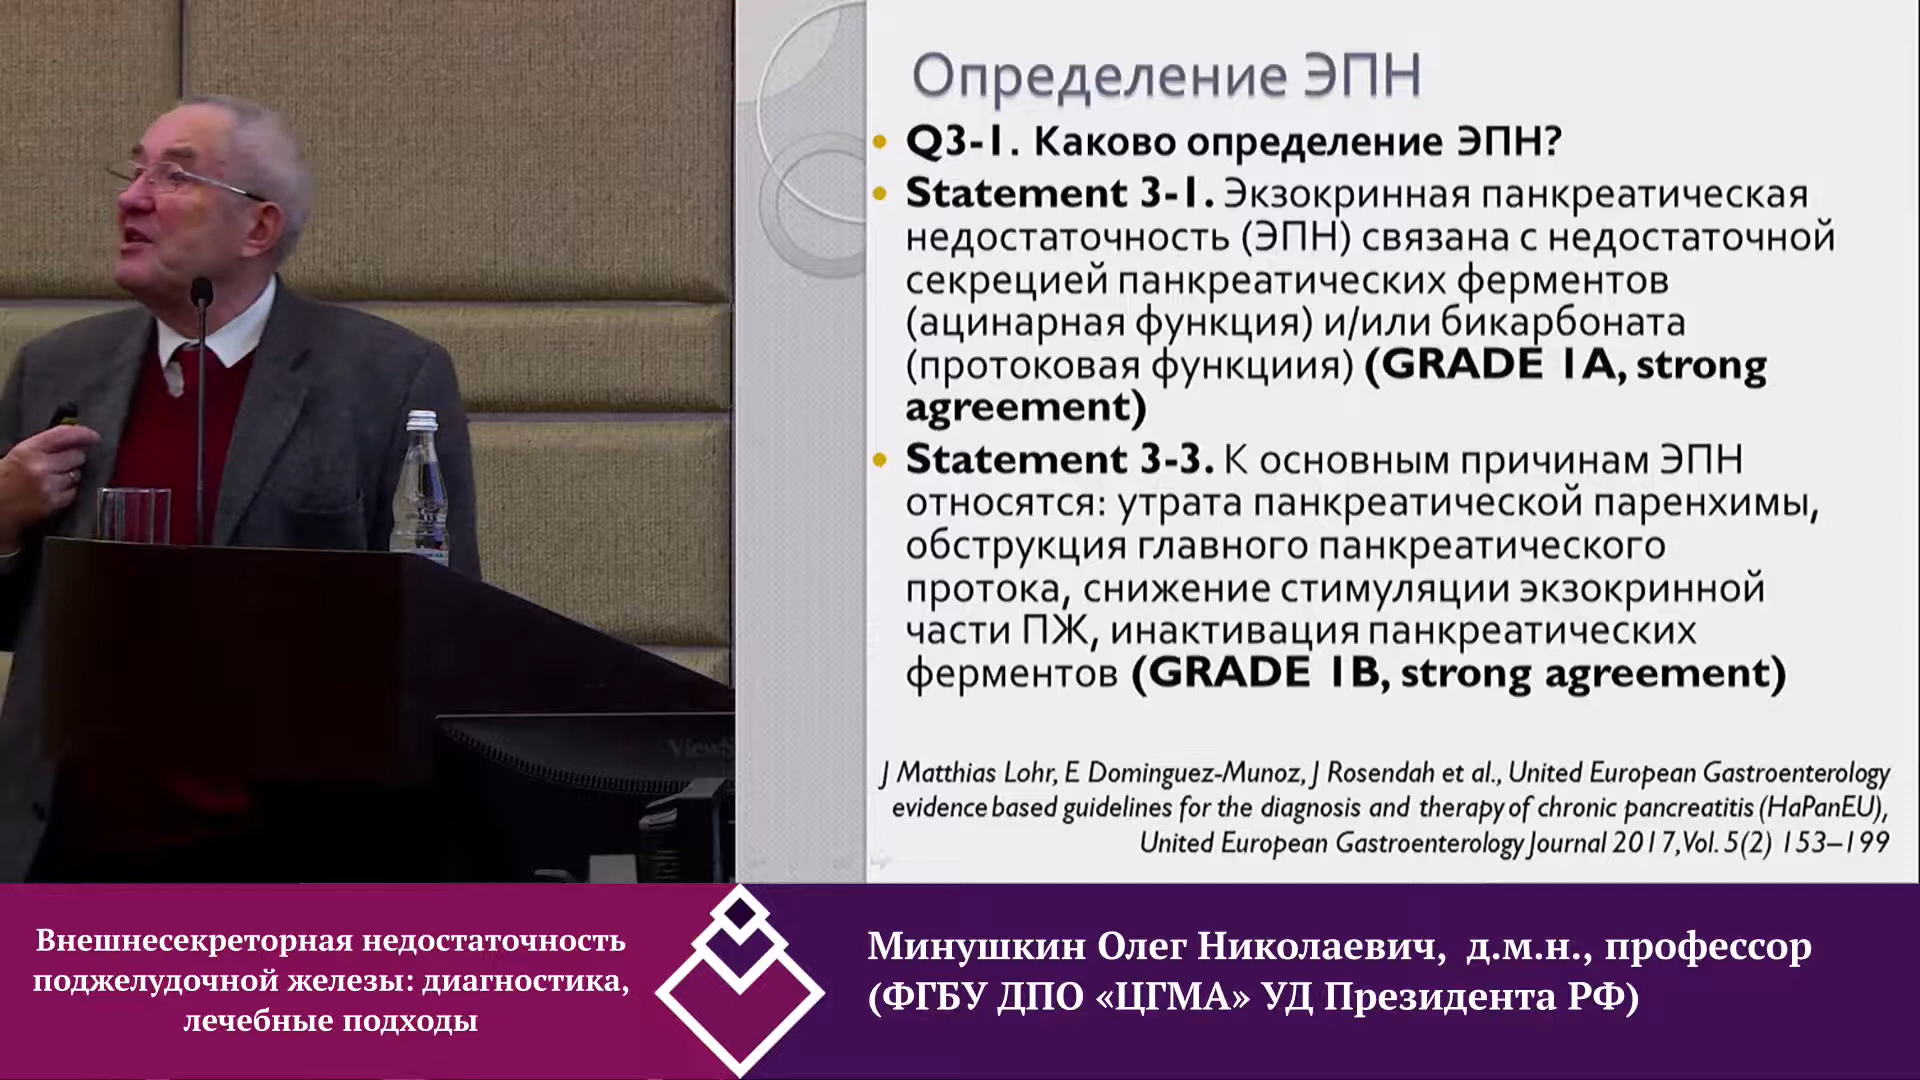 Определение ЭПН
Q3-1. Каково определение ЭПН?
Statement 3-1. Экзокринная панкреатическая
недостаточность (ЭПН) связана с недостаточной
секрецией панкреатических ферментов
(ацинарная функция) и/или бикарбоната
(протоковая функциия) (GRADE 1A, strong
agreement)
Statement 3-3. К основным причинам ЭПН
относятся: утрата панкреатической паренхимы,
обструкция главного панкреатического
протока, снижение стимуляции экзокринной
части ПЖ, инактивация панкреатических
ферментов (GRADE 1B, strong agreement)
J Matthias Lohr, E Dominguez-Munoz, J Rosendah et al., United European Gastroenterology
evidence based guidelines for the diagnosis and therapy of chronic pancreatitis (HaPanEU),
United European Gastroenterology Journal 2017, Vol. 5(2) 153–199
Внешнесекреторная недостаточность
поджелудочной железы: диагностика,
лечебные подходы
Минушкин Олег Николаевич, д.м.н., профессор
(ФГБУ ДПО «ЦГМА» УД Президента РФ)